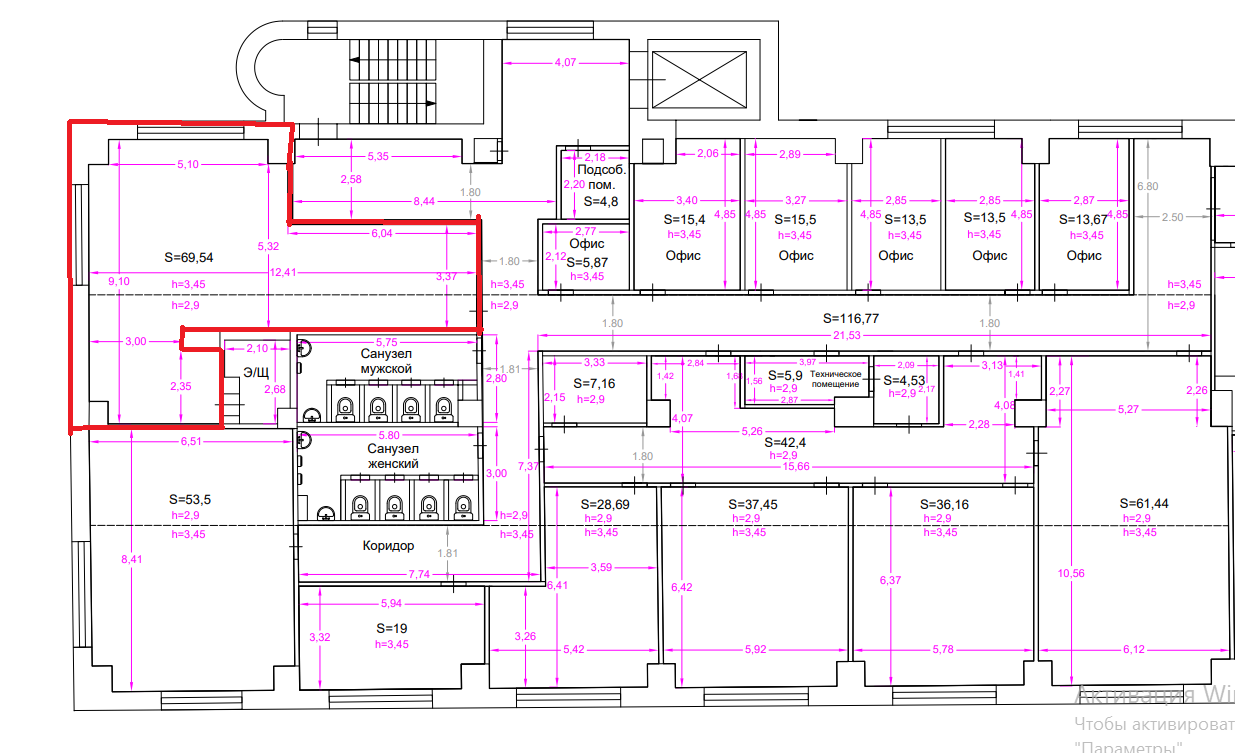 4,07
5,10
5,35
2,58
1.80
8,44
2,18
Подсоб.
пом.
2,20
S=4,8
2,06
2,89
6.80
3,40
4,85
S=15,4
h=3,45
Офис
4,85
3,27
S=15,5
h=3,45
Офис
4,85
2,85
S=13,5
h=3,45
Офис
2,85
4,85
S=13,5
h=3,45
Офис
2,87
4,85
S=13,67
h=3,45
Офис
2.50
6,04
5,32
S=69,54
12,41
9,10
h=3,45
h=2.9
3,37
3,00
2,35
1.80
h=3,45
h=2.9
2,77
Офис
2,12
S=5,87
h=3,45
h=3,45
h=2.9
1.80
S=116,77
1.80
21,53
2,10
Э/Щ
2,68
5,75
Санузел
мужской
2,80
1.81
3,33
S=7,16
h=2.9
2,15
2,84
1,42
4,07
3,97
1,56
S=5,9
h=2.9
Техническое
помещение
2,87
2,09
S=4,53
h=2,9
2,17
3,13
1,41
4,08
2,28
2,27
2,26
5,27
6,51
5.80
Санузел
женский
3,00
7,37
1.80
5,26
S=42,4
h=2.9
15,66
S=53,5
h=2.9
h=3,45
8,41
h=2.9
h=3,45
Коридор
1.81
7,74
S=28,69
h=2,9
h=3,45
3,59
6,41
S=37,45
h=2.9
h=3,45
6,42
S=36,16
h=2.9
h=3,45
6,37
S=61,44
h=2.9
h=3,45
10,56
5,94
3,32
S=19
h=3,45
3,26
5,42
5,92
5,78
6,12
Активация Wi
Чтобы активироват
"Параметры"